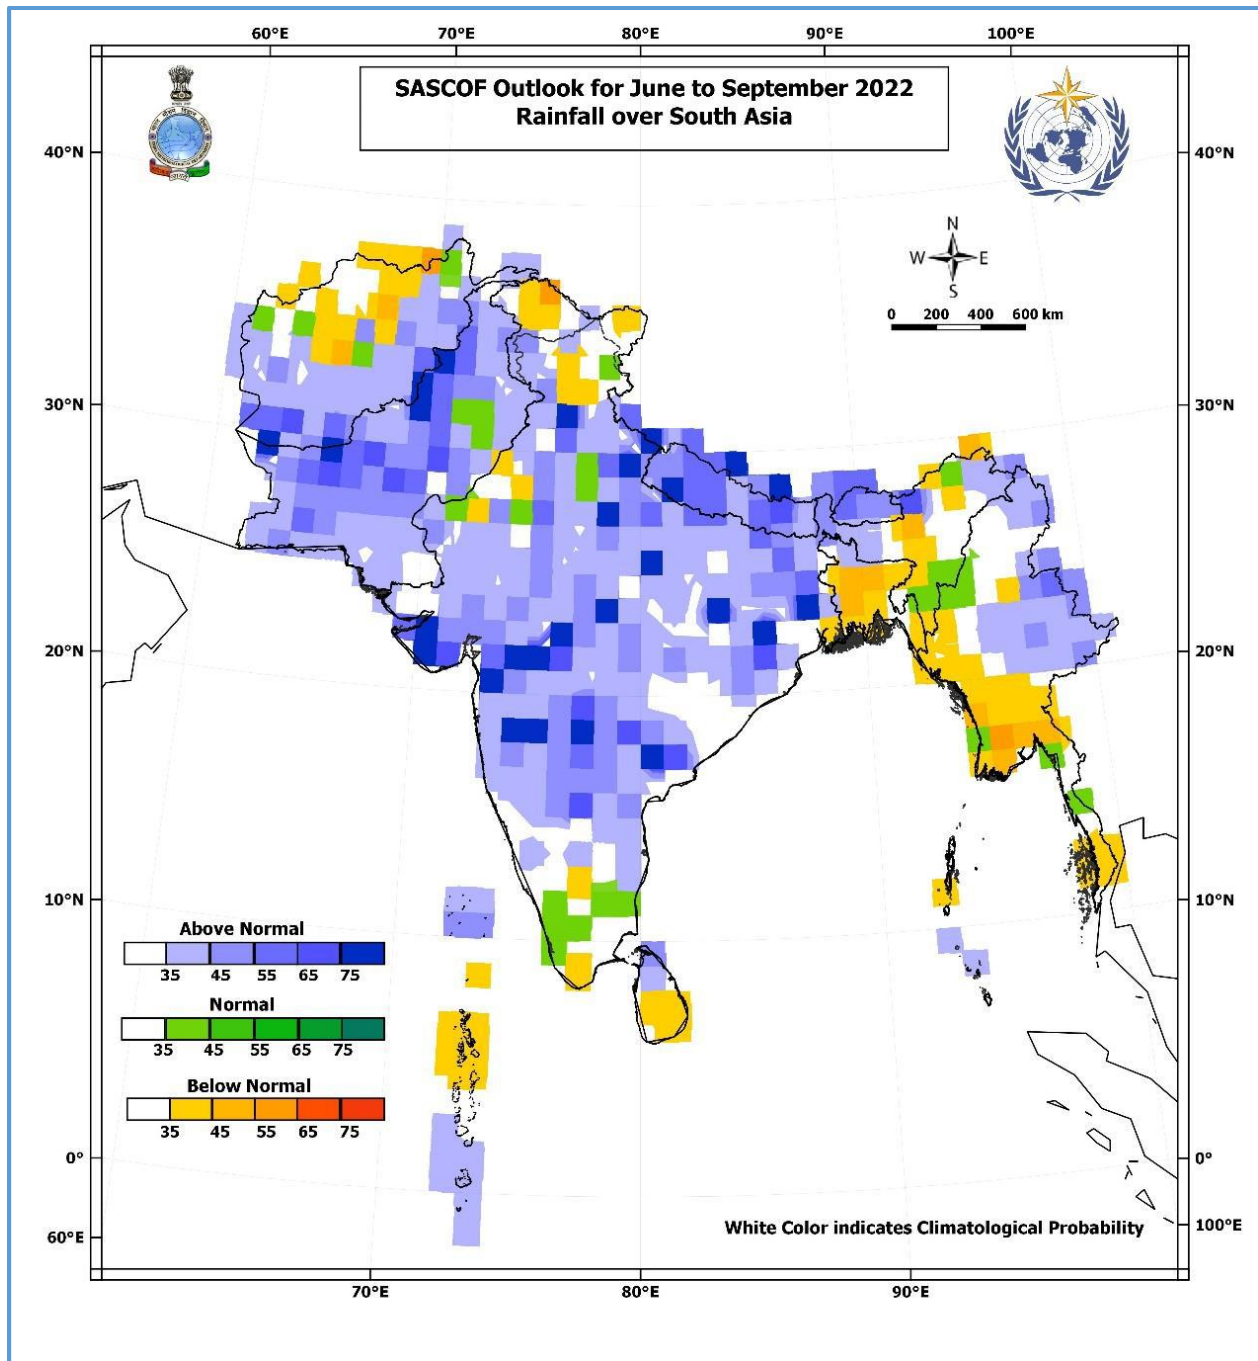 60°E 70°E 80°E 90°E 100°E
SASCOF Outlook for June to September 2022
Rainfall over South Asia
40°N 40°N
N
W E
S
0 200 400 600 km
30°N 30°N
20°N 20°N
10°N 10°N
Above Normal
35 45 55 65 75
Normal
35 45 55 65 75
Below Normal
35 45 55 65 75
0° 0°
White Color indicates Climatological Probability
60°E 100°E
70°E 80°E 90°E